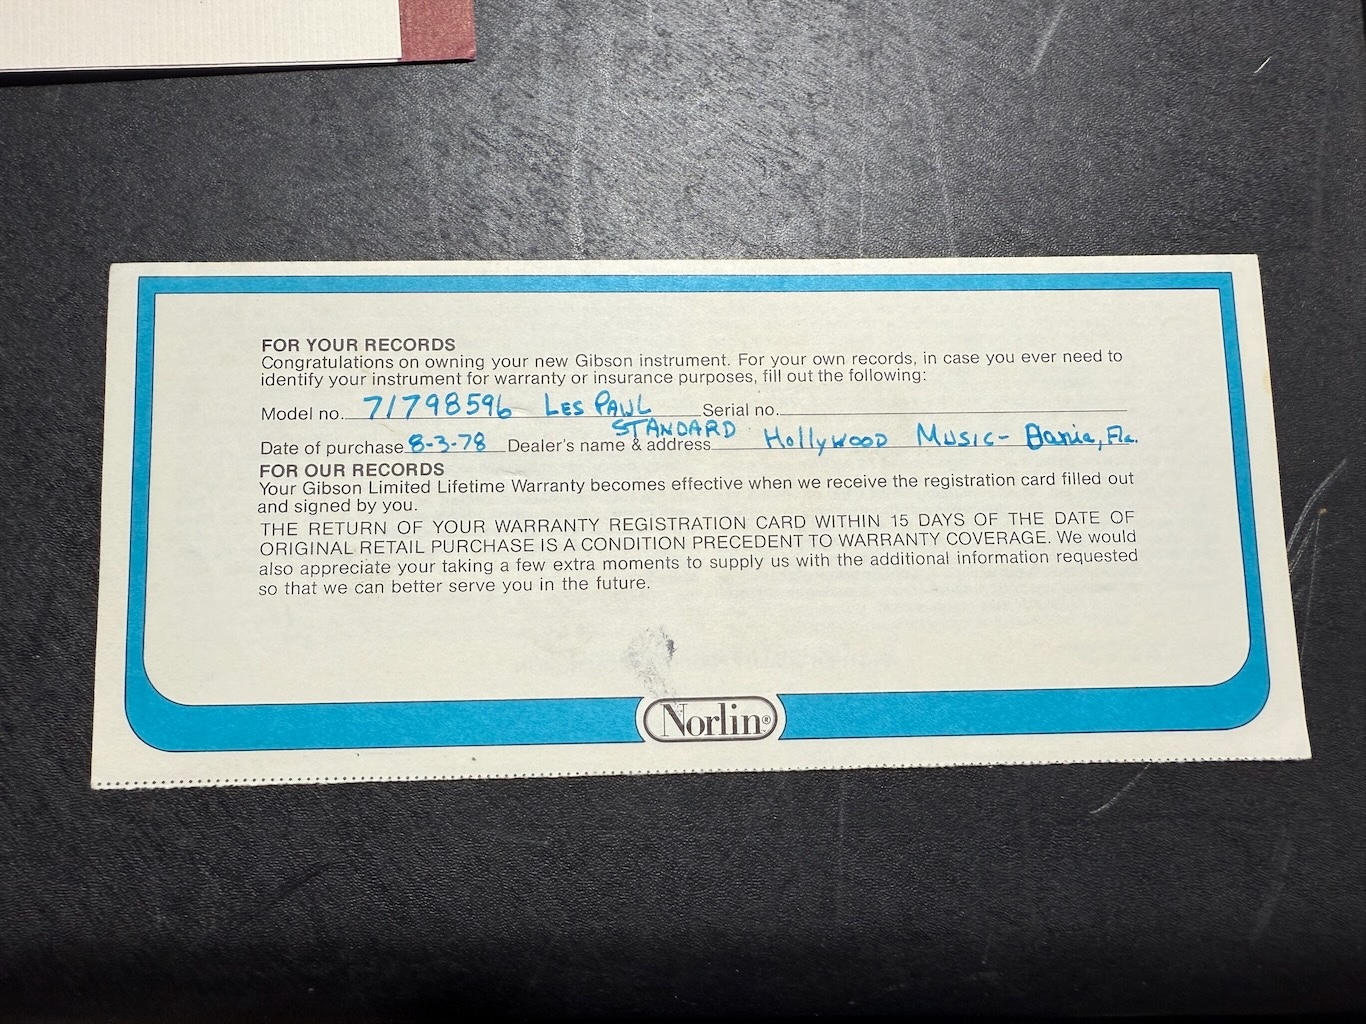 FOR YOUR RECORDS
Congratulations on owning your new Gibson instrument. For your own records, in case you ever need to
identify your instrument for warranty or insurance purposes, fill out the following:
Model no. 71798596 LES PAUL Serial no.
STANDARD
Date of purchase 8-3-78 Dealer's name & address Hollywood Music- Dania, Fla.
FOR OUR RECORDS
Your Gibson Limited Lifetime Warranty becomes effective when we receive the registration card filled out
and signed by you.
THE RETURN OF YOUR WARRANTY REGISTRATION CARD WITHIN 15 DAYS OF THE DATE OF
ORIGINAL RETAIL PURCHASE IS A CONDITION PRECEDENT TO WARRANTY COVERAGE. We would
also appreciate your taking a few extra moments to supply us with the additional information requested
so that we can better serve you in the future.
Norlin®